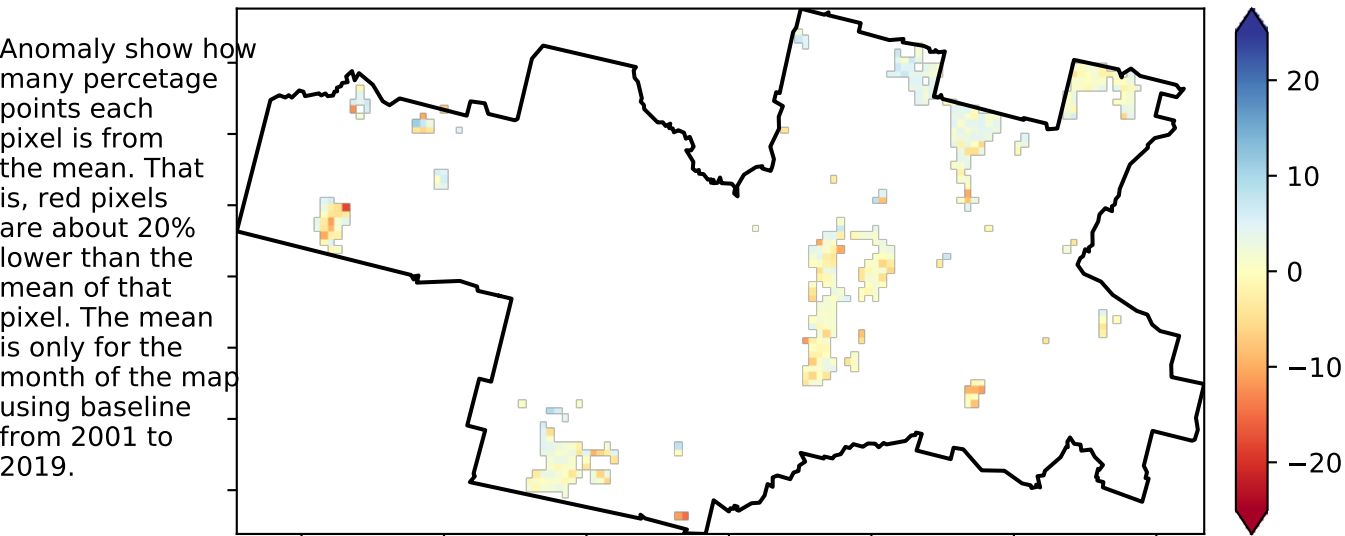 Anomaly show how
many percetage
points each
pixel is from
the mean. That
is, red pixels
are about 20%
lower than the
mean of that
pixel. The mean
is only for the
month of the map
using baseline
from 2001 to
2019.
20
10
0
−10
−20